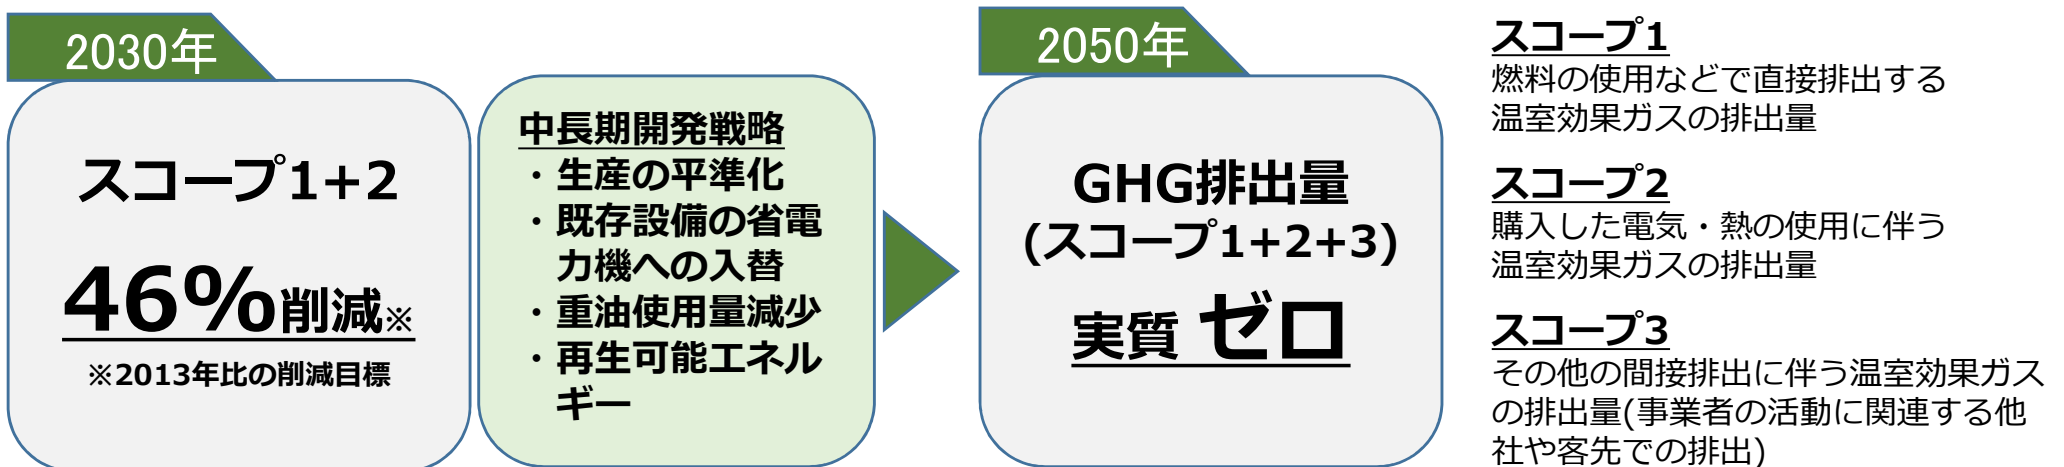 2030年
スコープ1+2
46%削減※
※2013年比の削減目標
中長期開発戦略
・生産の平準化
・既存設備の省電
力機への入替
・重油使用量減少
・再生可能エネル
ギー
2050年
GHG排出量
(スコープ1+2+3)
実質 ゼロ
スコープ1
燃料の使用などで直接排出する
温室効果ガスの排出量
スコープ2
購入した電気・熱の使用に伴う
温室効果ガスの排出量
スコープ3
その他の間接排出に伴う温室効果ガス
の排出量(事業者の活動に関連する他
社や客先での排出)